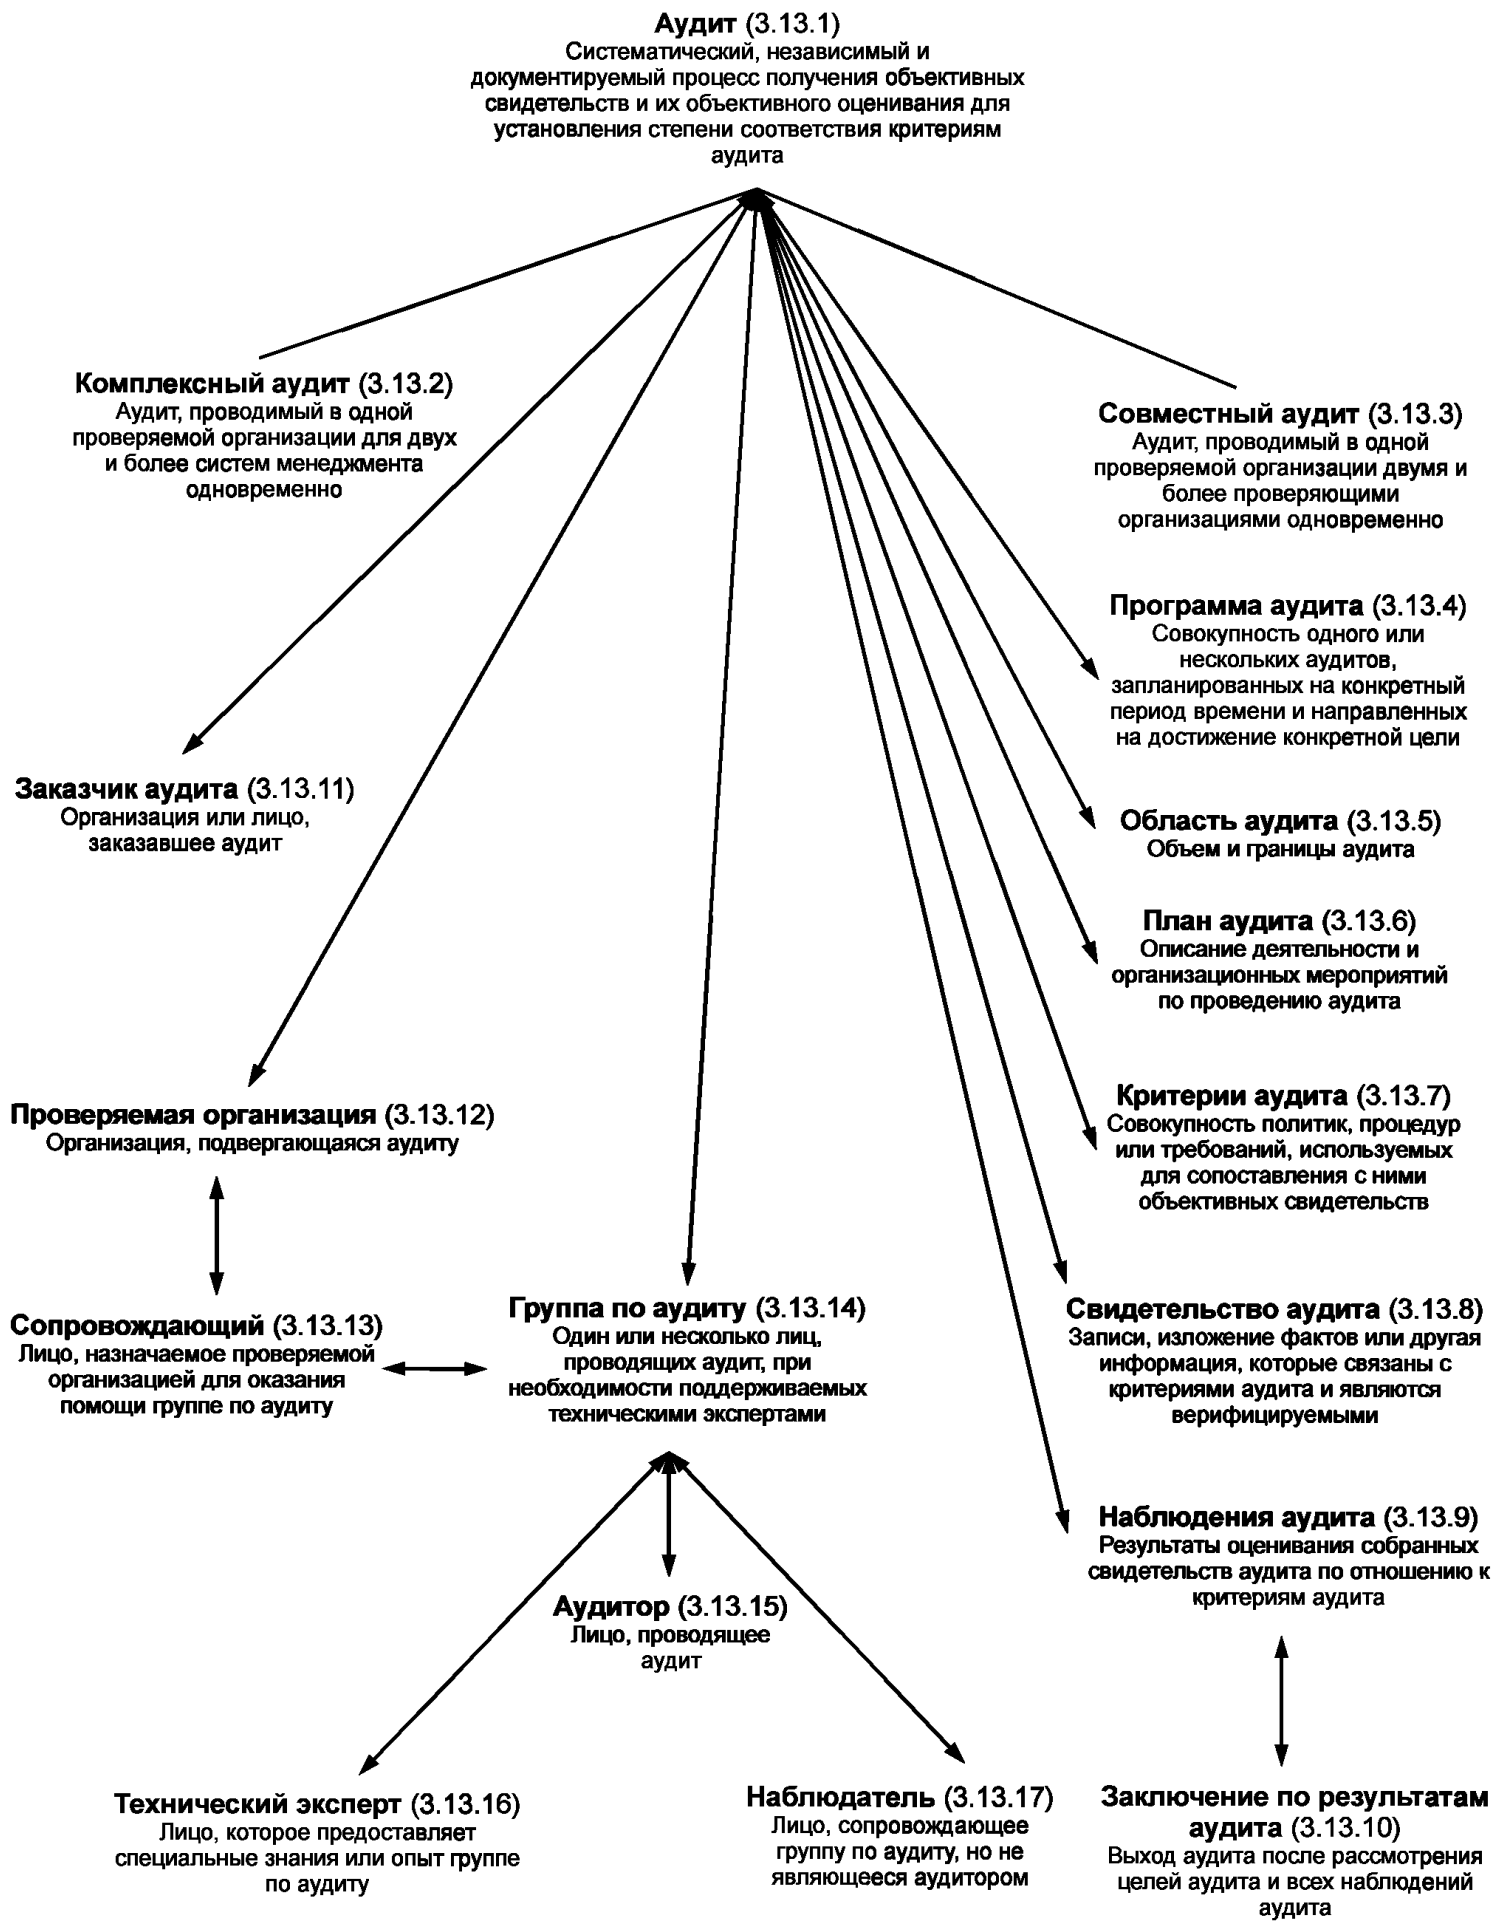 Аудит (3.13.1)
Систематический, независимый и
документируемый процесс получения объективных
свидетельств и их объективного оценивания для
установления степени соответствия критериям
аудита
Комплексный аудит (3.13.2)
Аудит, проводимый в одной
проверяемой организации для двух
и более систем менеджмента
одновременно
Совместный аудит (3.13.3)
Аудит, проводимый в одной
проверяемой организации двумя и
более проверяющими
организациями одновременно
Программа аудита (3.13.4)
Совокупность одного или
нескольких аудитов,
запланированных на конкретный
период времени и направленных
на достижение конкретной цели
Заказчик аудита (3.13.11)
Организация или лицо,
заказавшее аудит
Область аудита (3.13.5)
Объем и границы аудита
План аудита (3.13.6)
Описание деятельности и
организационных мероприятий
по проведению аудита
Проверяемая организация (3.13.12)
Организация, подвергающаяся аудиту
Критерии аудита (3.13.7)
Совокупность политик, процедур
или требований, используемых
для сопоставления с ними
объективных свидетельств
Сопровождающий (3.13.13)
Лицо, назначаемое проверяемой
организацией для оказания
помощи группе по аудиту
Группа по аудиту (3.13.14)
Один или несколько лиц,
проводящих аудит, при
необходимости поддерживаемых
техническими экспертами
Свидетельство аудита (3.13.8)
Записи, изложение фактов или другая
информация, которые связаны с
критериями аудита и являются
верифицируемыми
Наблюдения аудита (3.13.9)
Результаты оценивания собранных
свидетельств аудита по отношению к
критериям аудита
Аудитор (3.13.15)
Лицо, проводящее
аудит
Технический эксперт (3.13.16)
Лицо, которое предоставляет
специальные знания или опыт группе
по аудиту
Наблюдатель (3.13.17)
Лицо, сопровождающее
группу по аудиту, но не
являющееся аудитором
Заключение по результатам
аудита (3.13.10)
Выход аудита после рассмотрения
целей аудита и всех наблюдений
аудита